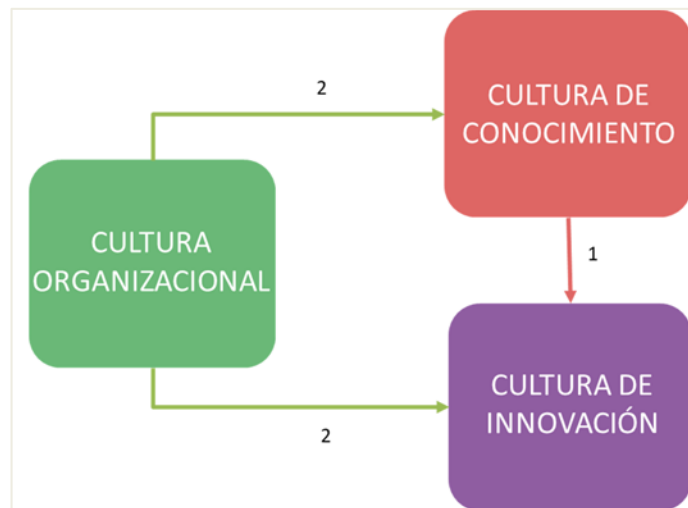 2
CULTURA DE
CONOCIMIENTO
CULTURA
ORGANIZACIONAL
1
CULTURA DE
INNOVACIÓN
2